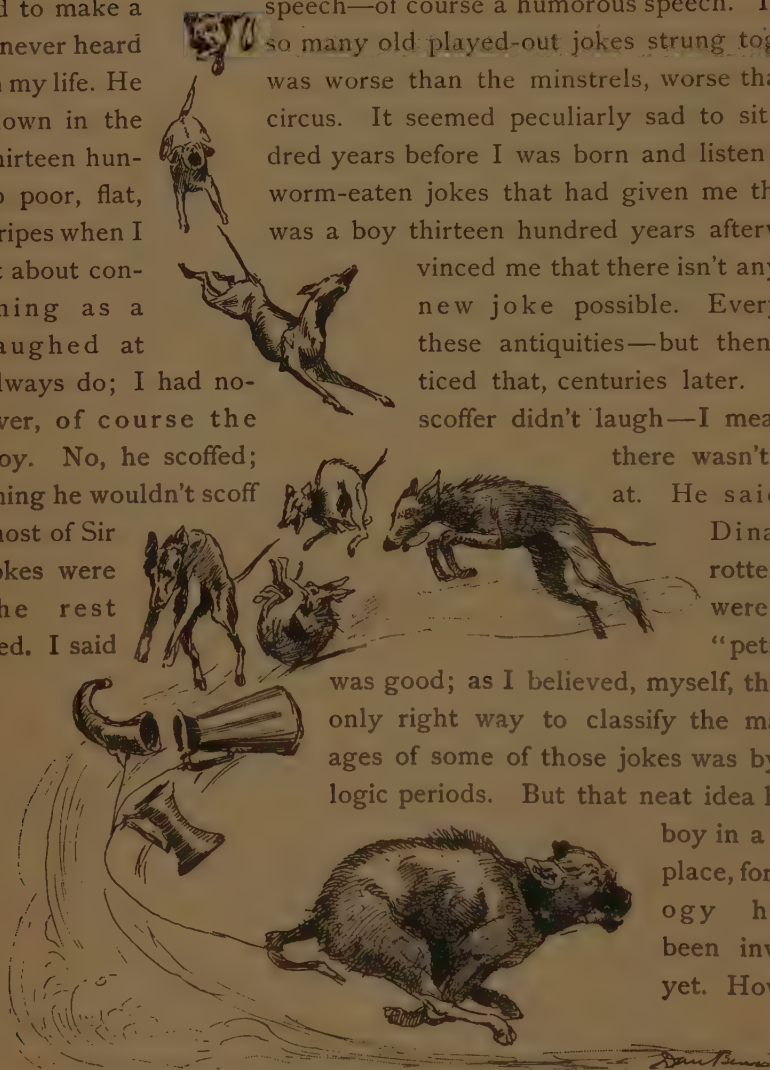 d to make a speech—of course a humorous speech. I
never heard so many old played-out jokes strung tog
my life. He was worse than the minstrels, worse tha
own in the circus. It seemed peculiarly sad to sit
hirteen hun- dred years before I was born and listen
o poor, flat, worm-eaten jokes that had given me th
ripes when I was a boy thirteen hundred years afterw
t about con- vinced me that there isn't any
hing as a new joke possible. Every
aughed at these antiquities—but then
lways do; I had no- ticed that, centuries later.
ver, of course the scoffer didn't laugh—I mea
oy. No, he scoffed; there wasn't
hing he wouldn't scoff at. He said
most of Sir Dina
okes were rotte
he rest were
ed. I said "pet
was good; as I believed, myself, th
only right way to classify the ma
ages of some of those jokes was by
logic periods. But that neat idea h
boy in a
place, for
ogy h
been inv
yet. How